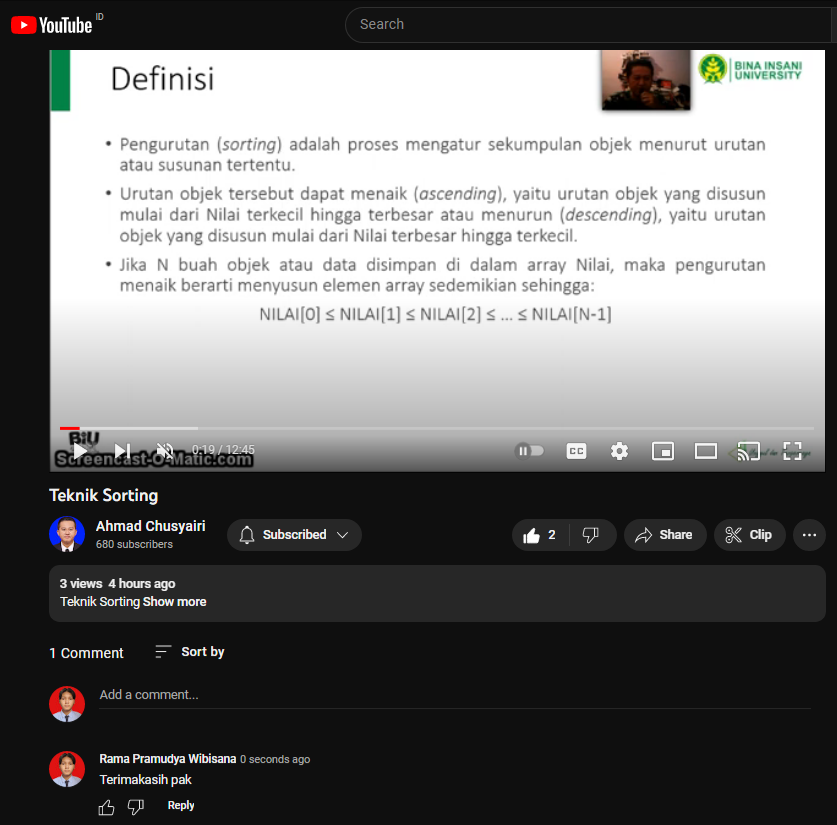 YouTube ID
Search
Definisi
BINA INSANI
UNIVERSITY
• Pengurutan (sorting) adalah proses mengatur sekumpulan objek menurut urutan
atau susunan tertentu.
• Urutan objek tersebut dapat menaik (ascending), yaitu urutan objek yang disusun
mulai dari Nilai terkecil hingga terbesar atau menurun (descending), yaitu urutan
objek yang disusun mulai dari Nilai terbesar hingga terkecil.
• Jika N buah objek atau data disimpan di dalam array Nilai, maka pengurutan
menaik berarti menyusun elemen array sedemikian sehingga:
NILAI[0] ≤ NILAI[1] ≤ NILAI[2] ≤ ... ≤ NILAI[N-1]
BiU
0:19 / 12:45
CC
Screencast-O-Matic.com
Teknik Sorting
Ahmad Chusyairi
680 subscribers
Subscribed
2
Share
Clip
3 views 4 hours ago
Teknik Sorting Show more
1 Comment
Sort by
Add a comment...
Rama Pramudya Wibisana 0 seconds ago
Terimakasih pak
Reply